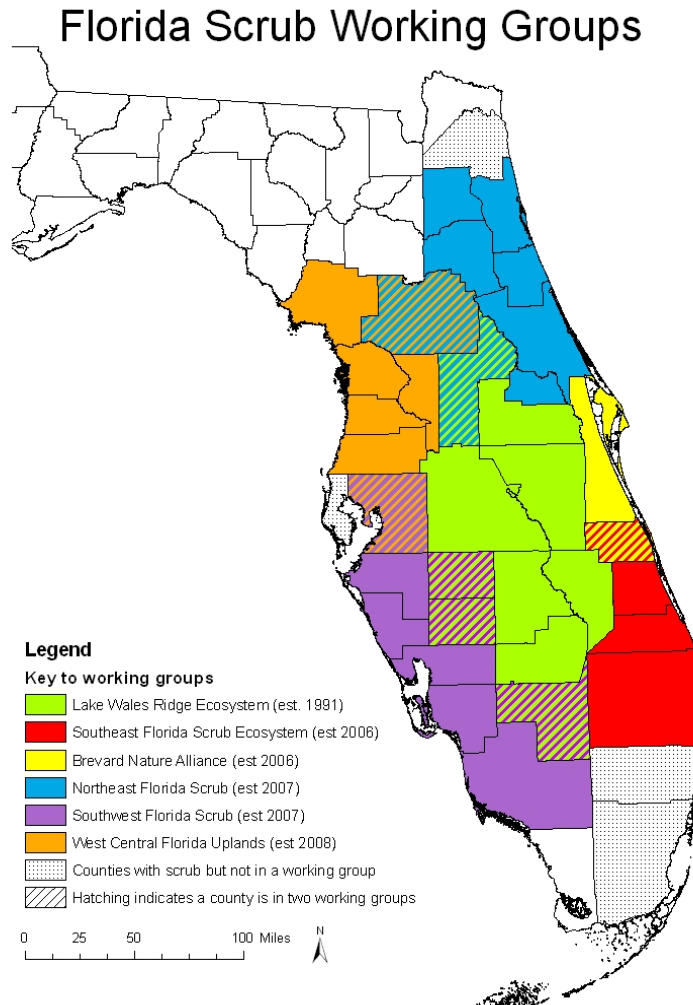 Florida Scrub Working Groups
Legend
Key to working groups
Lake Wales Ridge Ecosystem (est. 1991)
Southeast Florida Scrub Ecosystem (est 2006)
Brevard Nature Alliance (est 2006)
Northeast Florida Scrub (est 2007)
Southwest Florida Scrub (est 2007)
West Central Florida Uplands (est 2008)
Counties with scrub but not in a working group
Hatching indicates a county is in two working groups
0 25 50 100 Miles
N